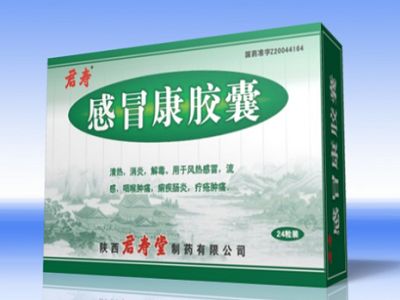 国药准字Z20044164
君寿
感冒康胶囊
清热，消炎，解毒。用于风热感冒，流
感，咽喉肿痛，痢疾肠炎，疔疮肿痛。
24粒装
陕西君寿堂制药有限公司